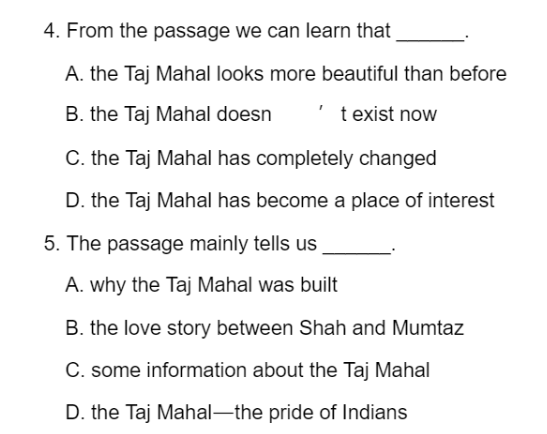 4. From the passage we can learn that ______.
A. the Taj Mahal looks more beautiful than before
B. the Taj Mahal doesn ′ t exist now
C. the Taj Mahal has completely changed
D. the Taj Mahal has become a place of interest
5. The passage mainly tells us ______.
A. why the Taj Mahal was built
B. the love story between Shah and Mumtaz
C. some information about the Taj Mahal
D. the Taj Mahal—the pride of Indians